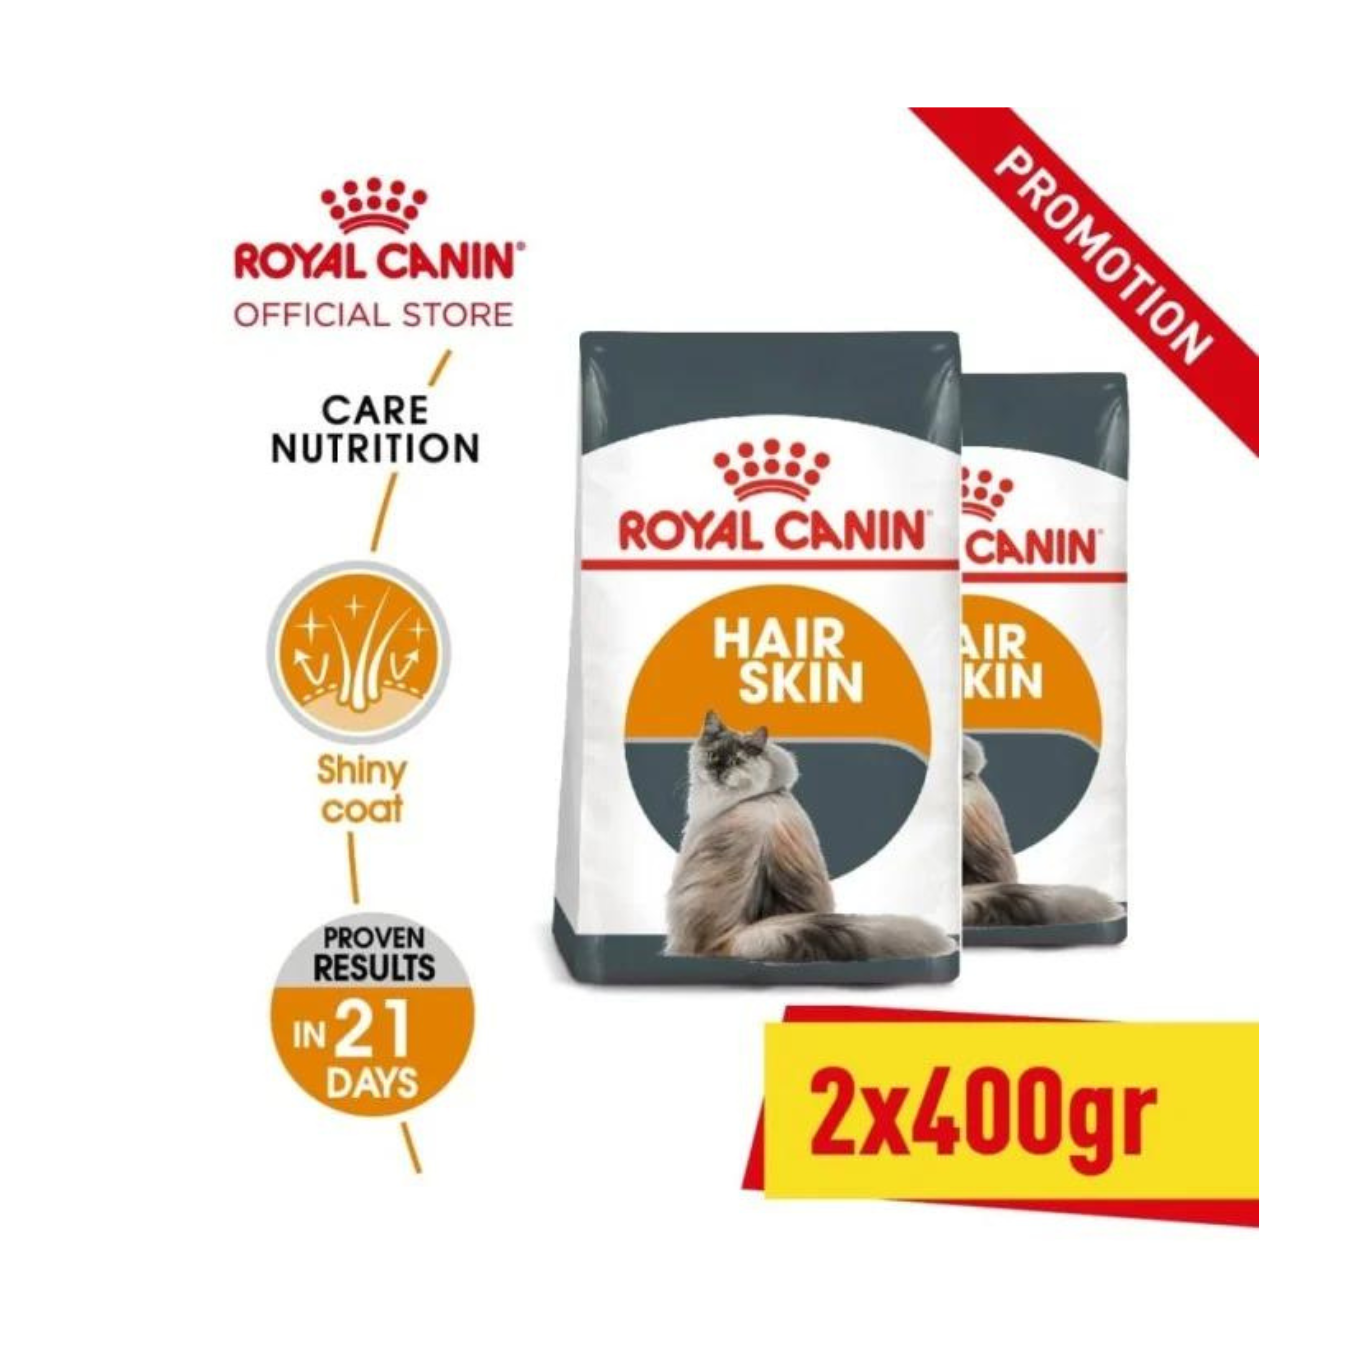 PROMOTION
ROYAL CANIN®
OFFICIAL STORE
CARE
NUTRITION
Shiny
coat
PROVEN
RESULTS
IN 21
DAYS
ROYAL CANIN®
HAIR
SKIN
CANIN®
AIR
KIN
2x400gr